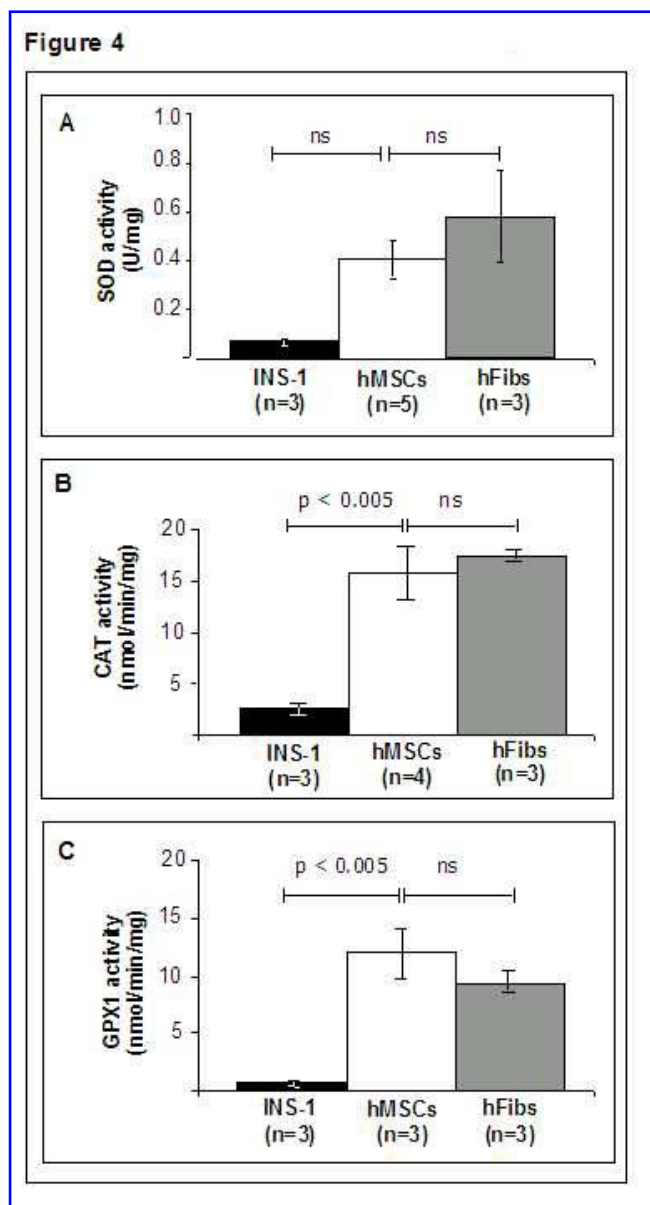 Figure 4
A
SOD activity
(U/mg)
1.0
0.8
0.6
0.4
0.2
ns
ns
INS-1
(n=3)
hMSCs
(n=5)
hFibs
(n=3)
B
CAT activity
(nmol/min/mg)
20
15
10
5
p < 0.005
ns
INS-1
(n=3)
hMSCs
(n=4)
hFibs
(n=3)
C
GPX1 activity
(nmol/min/mg)
20
15
10
5
p < 0.005
ns
INS-1
(n=3)
hMSCs
(n=3)
hFibs
(n=3)